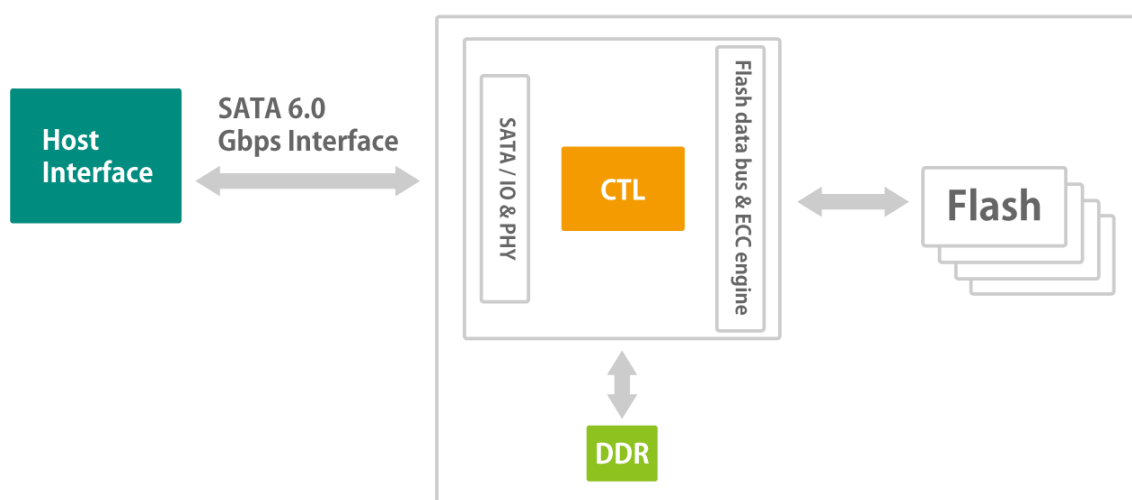 Host
Interface
SATA 6.0
Gbps Interface
SATA / IO & PHY
CTL
Flash data bus & ECC engine
Flash
DDR